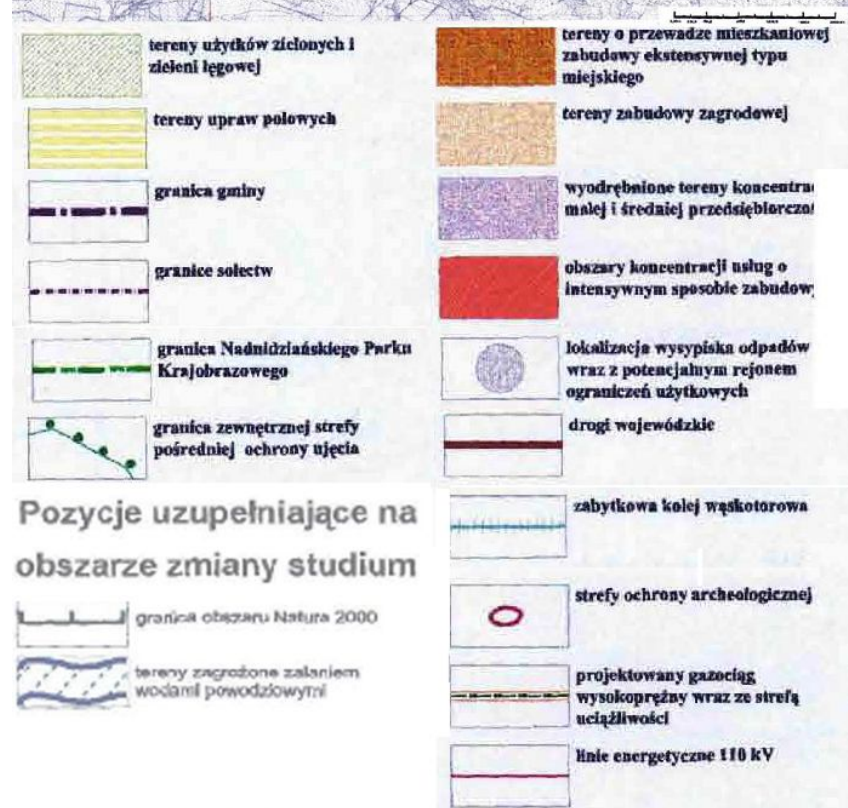 tereny użytków zielonych i
zieleni łęgowej
tereny upraw polowych
granica gminy
granice sołectw
granica Nadnidziańskiego Parku
Krajobrazowego
granica zewnętrznej strefy
pośredniej ochrony ujęcia
Pozycje uzupełniające na
obszarze zmiany studium
granica obszaru Natura 2000
tereny zagrożone zalaniem
wodami powodziowymi
tereny o przewadze mieszkaniowej
zabudowy ekstensywnej typu
miejskiego
tereny zabudowy zagrodowej
wyodrębnione tereny koncentra
małej i średniej przedsiębiorczoś
obszary koncentracji usług o
intensywnym sposobie zabudowy
lokalizacja wysypiska odpadów
wraz z potencjalnym rejonem
ograniczeń użytkowych
drogi wojewódzkie
zabytkowa kolej wąskotorowa
strefy ochrony archeologicznej
projektowany gazociąg
wysokoprężny wraz ze strefą
uciążliwości
linie energetyczne 110 kV